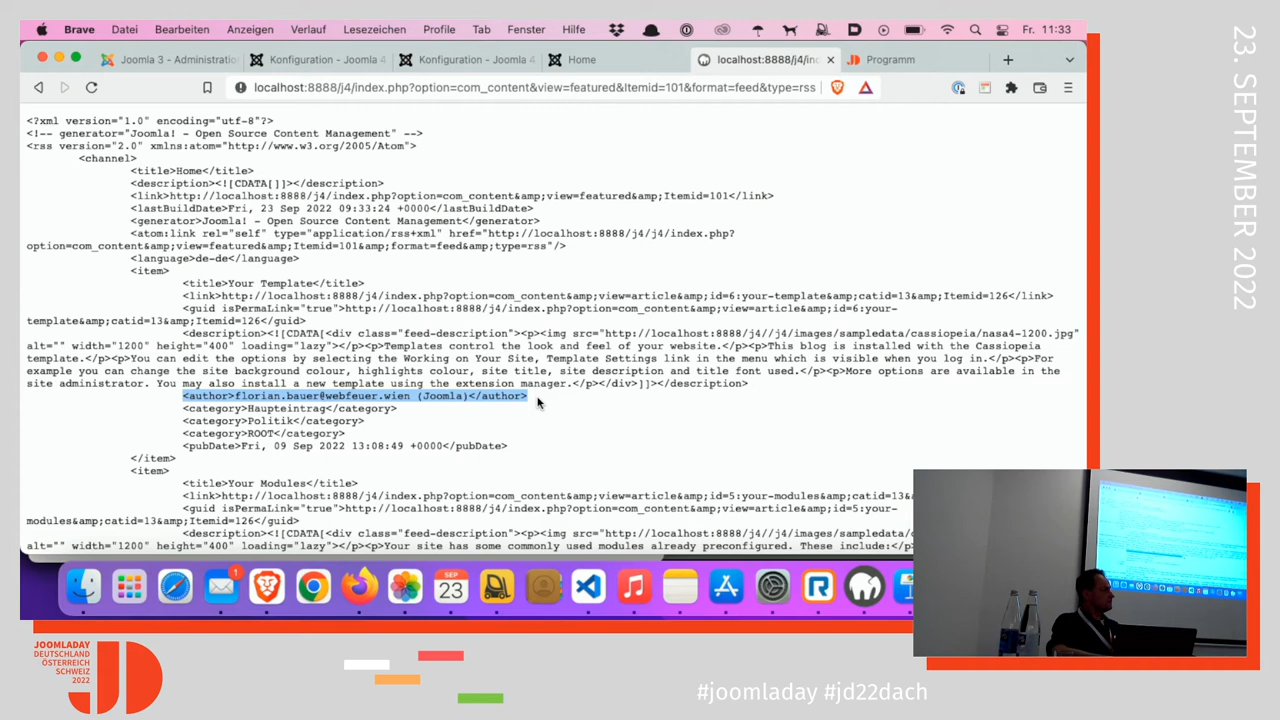 Brave Datei Bearbeiten Anzeigen Verlauf Lesezeichen Profile Tab Fenster Hilfe Fr. 11:33
Joomla 3 - Administratio Konfiguration - Joomla 4 Konfiguration - Joomla 4 Home localhost:8888/j4/in Programm
localhost:8888/j4/index.php?option=com_content&view=featured&Itemid=101&format=feed&type=rss
<?xml version="1.0" encoding="utf-8"?>
<!-- generator="Joomla! - Open Source Content Management" -->
<rss version="2.0" xmlns:atom="http://www.w3.org/2005/Atom">
<channel>
<title>Home</title>
<description><![CDATA[]]></description>
<link>http://localhost:8888/j4/index.php?option=com_content&amp;view=featured&amp;Itemid=101</link>
<lastBuildDate>Fri, 23 Sep 2022 09:33:24 +0000</lastBuildDate>
<generator>Joomla! - Open Source Content Management</generator>
<atom:link rel="self" type="application/rss+xml" href="http://localhost:8888/j4/j4/index.php?
option=com_content&amp;view=featured&amp;Itemid=101&amp;format=feed&amp;type=rss"/>
<language>de-de</language>
<item>
<title>Your Template</title>
<link>http://localhost:8888/j4/index.php?option=com_content&amp;view=article&amp;id=6:your-template&amp;catid=13&amp;Itemid=126</link>
<guid isPermaLink="true">http://localhost:8888/j4/index.php?option=com_content&amp;view=article&amp;id=6:your-
template&amp;catid=13&amp;Itemid=126</guid>
<description><![CDATA[<div class="feed-description"><p><img src="http://localhost:8888/j4//j4/images/sampledata/cassiopeia/nasa4-1200.jpg"
alt="" width="1200" height="400" loading="lazy"></p><p>Templates control the look and feel of your website.</p><p>This blog is installed with the Cassiopeia
template.</p><p>You can edit the options by selecting the Working on Your Site, Template Settings link in the menu which is visible when you log in.</p><p>For
example you can change the site background colour, highlights colour, site title, site description and title font used.</p><p>More options are available in the
site administrator. You may also install a new template using the extension manager.</p></div>]]></description>
<author>florian.bauer@webfeuer.wien (Joomla)</author>
<category>Haupteintrag</category>
<category>Politik</category>
<category>ROOT</category>
<pubDate>Fri, 09 Sep 2022 13:08:49 +0000</pubDate>
</item>
<item>
<title>Your Modules</title>
<link>http://localhost:8888/j4/index.php?option=com_content&amp;view=article&amp;id=5:your-modules&amp;catid=13&a
<guid isPermaLink="true">http://localhost:8888/j4/index.php?option=com_content&amp;view=article&amp;id=5:your-
modules&amp;catid=13&amp;Itemid=126</guid>
<description><![CDATA[<div class="feed-description"><p><img src="http://localhost:8888/j4//j4/images/sampledata/c
alt="" width="1200" height="400" loading="lazy"></p><p>Your site has some commonly used modules already preconfigured. These include:</p
1
SEP
23
23. SEPTEMBER 2022
JOOMLADAY
DEUTSCHLAND
ÖSTERREICH
SCHWEIZ
2022
JD
#joomladay #jd22dach